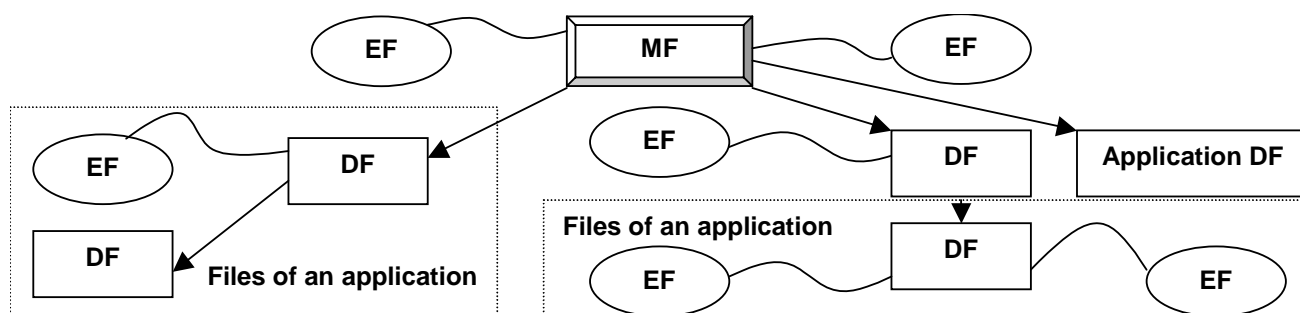 EF
MF
EF
EF
DF
EF
DF
Application DF
DF
Files of an application
Files of an application
DF
EF
EF